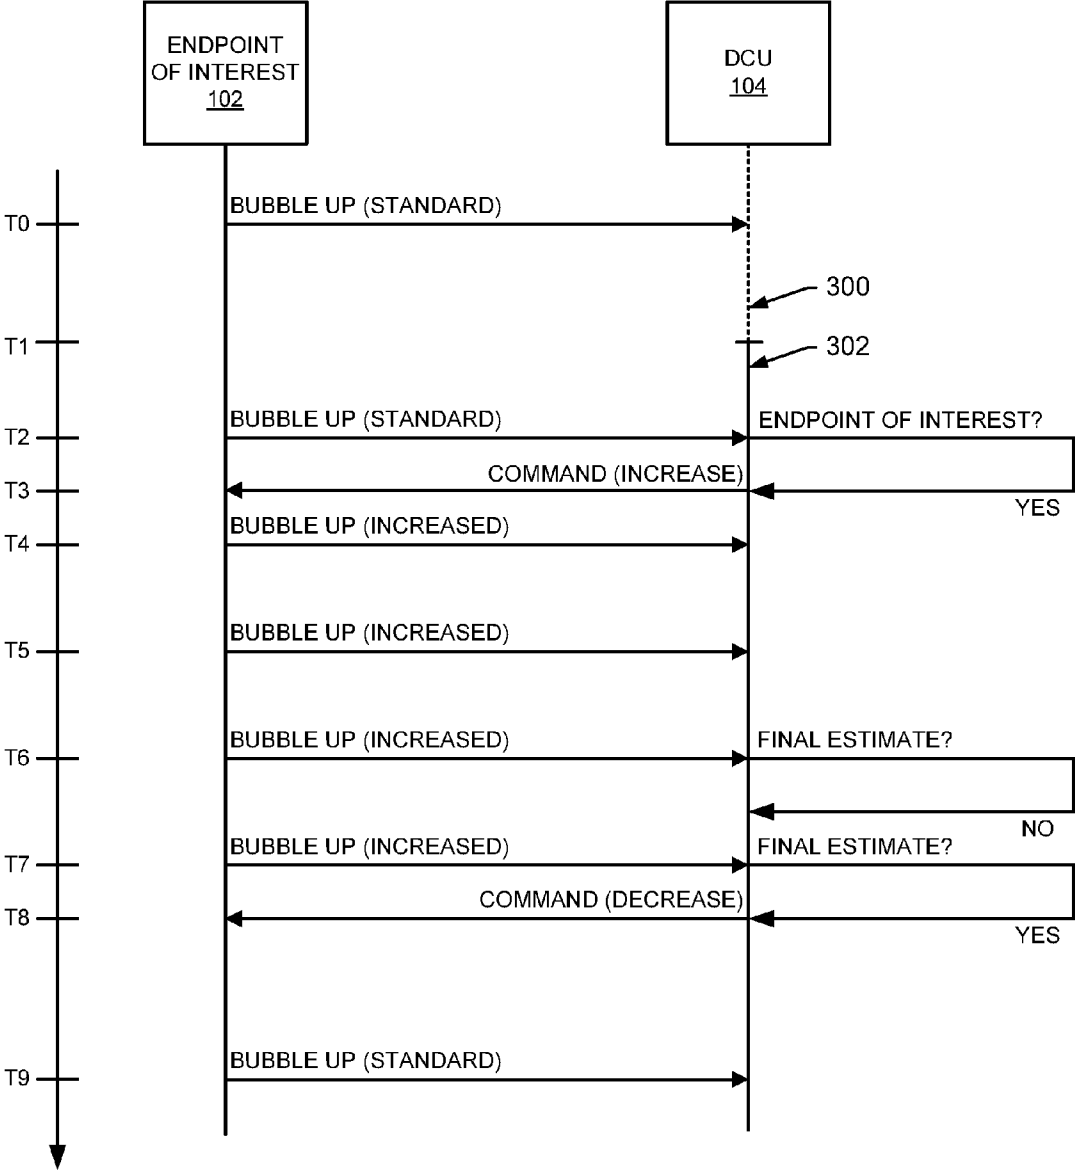 ENDPOINT
OF INTEREST
102
DCU
104
BUBBLE UP (STANDARD)
T0
300
T1
302
BUBBLE UP (STANDARD)
ENDPOINT OF INTEREST?
T2
COMMAND (INCREASE)
T3
YES
BUBBLE UP (INCREASED)
T4
BUBBLE UP (INCREASED)
T5
BUBBLE UP (INCREASED)
FINAL ESTIMATE?
T6
NO
BUBBLE UP (INCREASED)
FINAL ESTIMATE?
T7
COMMAND (DECREASE)
T8
YES
BUBBLE UP (STANDARD)
T9